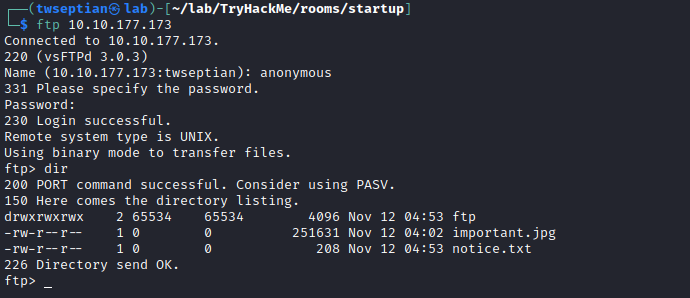 ┌──(twseptian㉿lab)-[~/lab/TryHackMe/rooms/startup]
└─$ ftp 10.10.177.173
Connected to 10.10.177.173.
220 (vsFTPd 3.0.3)
Name (10.10.177.173:twseptian): anonymous
331 Please specify the password.
Password:
230 Login successful.
Remote system type is UNIX.
Using binary mode to transfer files.
ftp> dir
200 PORT command successful. Consider using PASV.
150 Here comes the directory listing.
drwxrwxrwx    2 65534    65534        4096 Nov 12 04:53 ftp
-rw-r--r--    1 0        0          251631 Nov 12 04:02 important.jpg
-rw-r--r--    1 0        0             208 Nov 12 04:53 notice.txt
226 Directory send OK.
ftp> _